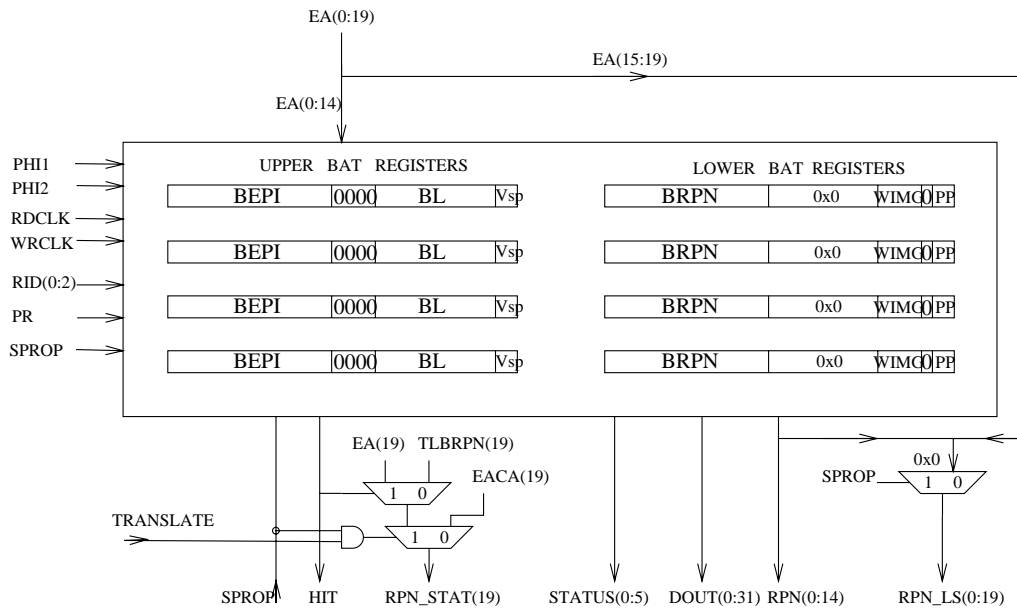 EA(0:19)
EA(15:19)
EA(0:14)
UPPER BAT REGISTERS
LOWER BAT REGISTERS
PHI1
PHI2
RDCLK
WRCLK
RID(0:2)
PR
SPROP
BEPI 0000 BL Vsp
BRPN 0x0 WIMG 0 PP
BEPI 0000 BL Vsp
BRPN 0x0 WIMG 0 PP
BEPI 0000 BL Vsp
BRPN 0x0 WIMG 0 PP
BEPI 0000 BL Vsp
BRPN 0x0 WIMG 0 PP
EA(19) TLBRPN(19)
EACA(19)
1 0
1 0
TRANSLATE
0x0
SPROP
1 0
SPROP
HIT
RPN_STAT(19)
STATUS(0:5)
DOUT(0:31)
RPN(0:14)
RPN_LS(0:19)